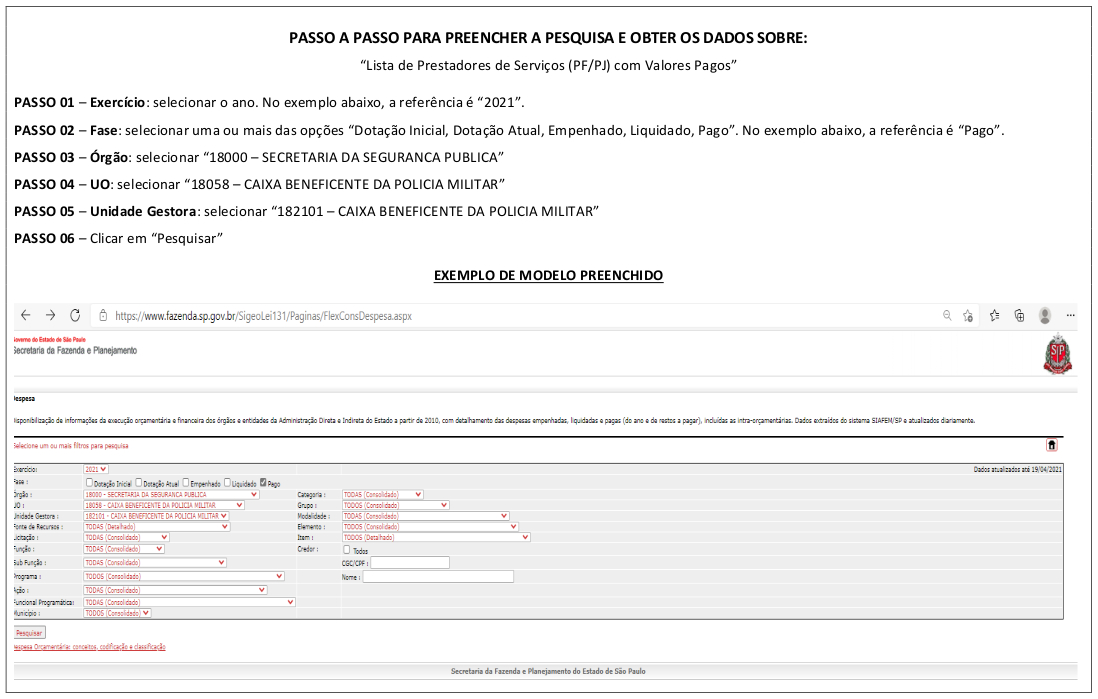 PASSO A PASSO PARA PREENCHER A PESQUISA E OBTER OS DADOS SOBRE:
“Lista de Prestadores de Serviços (PF/PJ) com Valores Pagos”
PASSO 01 – Exercício: selecionar o ano. No exemplo abaixo, a referência é “2021”.
PASSO 02 – Fase: selecionar uma ou mais das opções “Dotação Inicial, Dotação Atual, Empenhado, Liquidado, Pago”. No exemplo abaixo, a referência é “Pago”.
PASSO 03 – Órgão: selecionar “18000 – SECRETARIA DA SEGURANCA PUBLICA”
PASSO 04 – UO: selecionar “18058 – CAIXA BENEFICENTE DA POLICIA MILITAR”
PASSO 05 – Unidade Gestora: selecionar “182101 – CAIXA BENEFICENTE DA POLICIA MILITAR”
PASSO 06 – Clicar em “Pesquisar”
EXEMPLO DE MODELO PREENCHIDO
https://www.fazenda.sp.gov.br/SigeoLei131/Paginas/FlexConsDespesa.aspx
Governo do Estado de São Paulo
Secretaria da Fazenda e Planejamento
SP
Despesa
Disponibilização de informações da execução orçamentária e financeira dos órgãos e entidades da Administração Direta e Indireta do Estado a partir de 2010, com detalhamento das despesas empenhadas, liquidadas e pagas (do ano e de restos a pagar), incluídas as intra-orçamentárias. Dados extraídos do sistema SIAFEM/SP e atualizados diariamente.
Selecione um ou mais filtros para pesquisa
Exercício: 2021 Dados atualizados até 19/04/2021
Fase : Dotação Inicial Dotação Atual Empenhado Liquidado Pago
Órgão : 18000 - SECRETARIA DA SEGURANCA PUBLICA Categoria : TODAS (Consolidado)
UO : 18058 - CAIXA BENEFICENTE DA POLICIA MILITAR Grupo : TODOS (Consolidado)
Unidade Gestora : 182101 - CAIXA BENEFICENTE DA POLICIA MILITAR Modalidade : TODAS (Consolidado)
Fonte de Recursos : TODAS (Detalhado) Elemento : TODOS (Consolidado)
Licitação : TODAS (Consolidado) Item : TODOS (Detalhado)
Função : TODAS (Consolidado) Credor : Todos
Sub Função : TODAS (Consolidado) CGC/CPF :
Programa : TODOS (Consolidado) Nome :
Ação : TODAS (Consolidado)
Funcional Programática: TODAS (Consolidado)
Município : TODOS (Consolidado)
Pesquisar
Despesa Orçamentária: conceitos, codificação e classificação
Secretaria da Fazenda e Planejamento do Estado de São Paulo